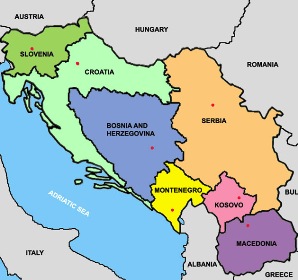 AUSTRIA
HUNGARY
SLOVENIA
ROMANIA
CROATIA
BOSNIA AND
HERZEGOVINA
SERBIA
ADRIATIC SEA
MONTENEGRO
KOSOVO
BUL
ITALY
ALBANIA
MACEDONIA
GREECE